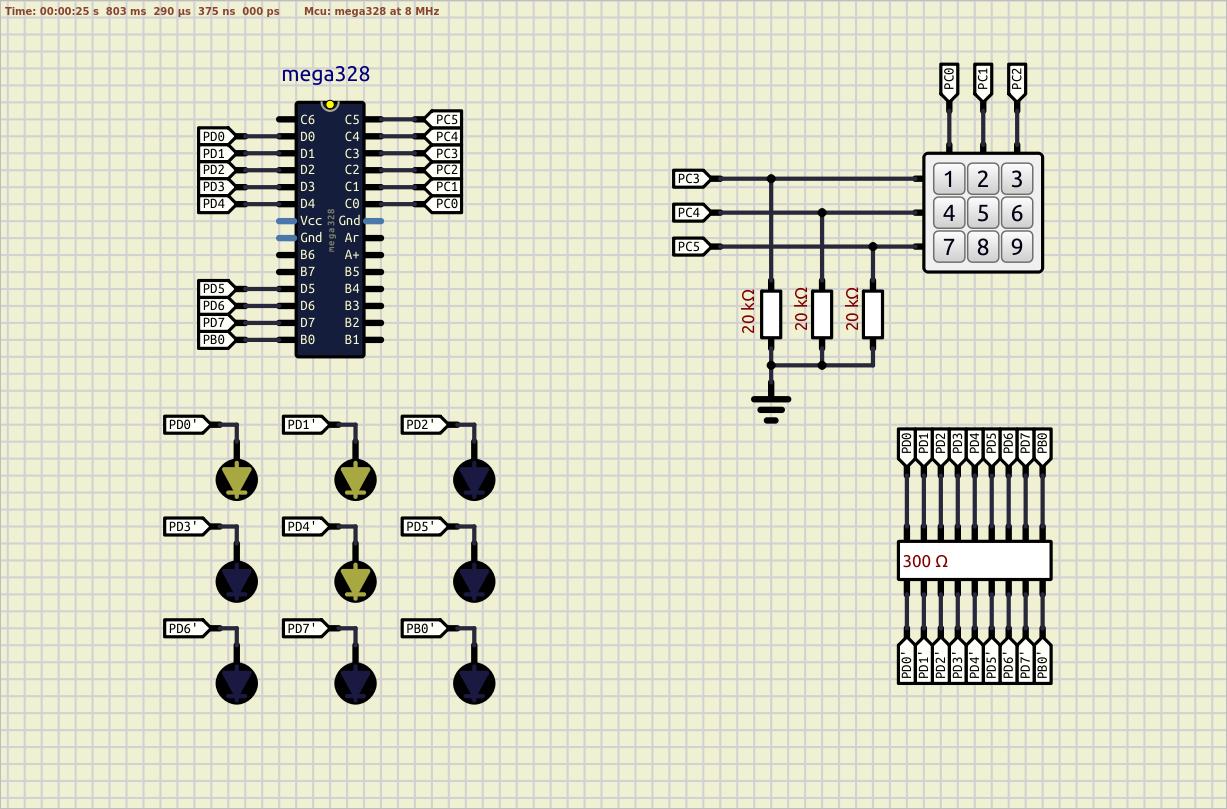 Time: 00:00:25 s 803 ms 290 µs 375 ns 000 ps Mcu: mega328 at 8 MHz
mega328
C6 C5 PC5
PD0 D0 C4 PC4
PD1 D1 C3 PC3
PD2 D2 C2 PC2
PD3 D3 C1 PC1
PD4 D4 C0 PC0
Vcc Gnd
Gnd Ar
mega328
B6 A+
B7 B5
PD5 D5 B4
PD6 D6 B3
PD7 D7 B2
PB0 B0 B1
PC0 PC1 PC2
PC3 1 2 3
PC4 4 5 6
PC5 7 8 9
20 kΩ 20 kΩ 20 kΩ
PD0' PD1' PD2'
PD3' PD4' PD5'
PD6' PD7' PB0'
PD0 PD1 PD2 PD3 PD4 PD5 PD6 PD7 PB0
300 Ω
PD0' PD1' PD2' PD3' PD4' PD5' PD6' PD7' PB0'